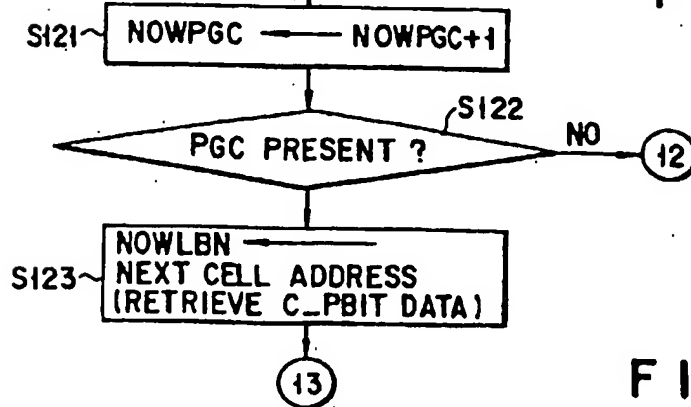 S121
NOWPGC ← NOWPGC+1
S122
PGC PRESENT ?
NO
12
S123
NOWLBN ←
NEXT CELL ADDRESS
(RETRIEVE C_PBIT DATA)
13
F I